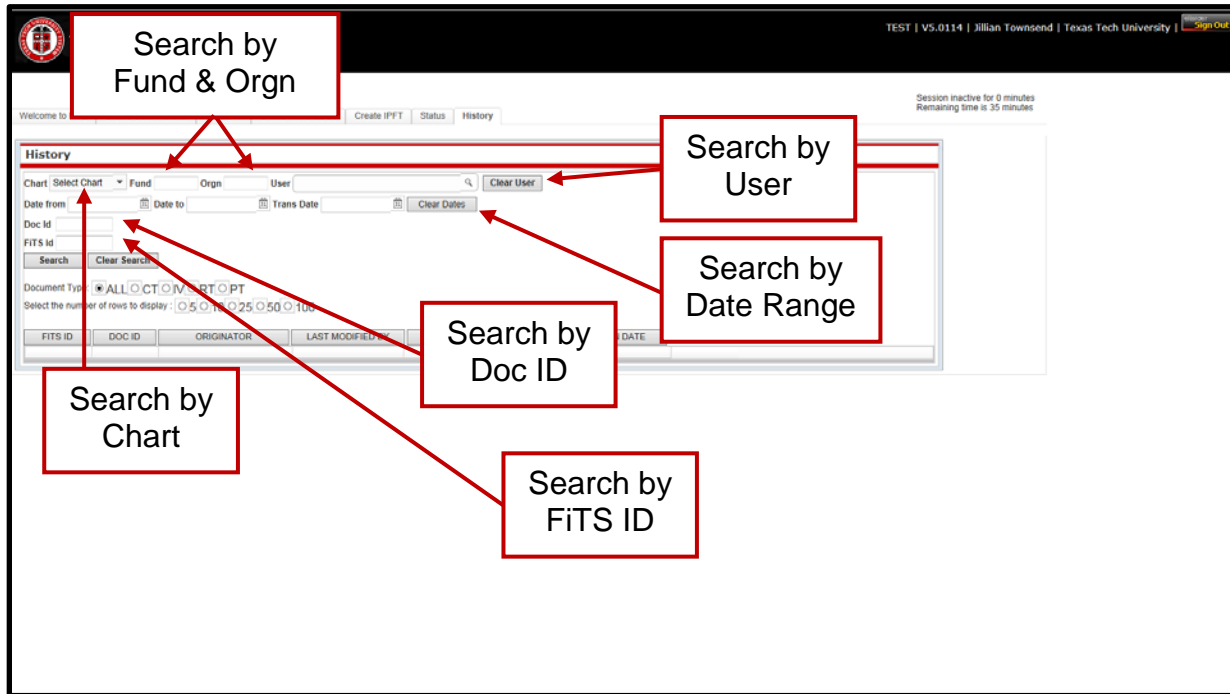 TEST | V5.0114 | Jillian Townsend | Texas Tech University | Sign Out
Search by
Fund & Orgn
Session inactive for 0 minutes
Remaining time is 35 minutes
Welcome to Create IPFT Status History
Search by
User
History
Chart Select Chart Fund Orgn User Clear User
Date from Date to Trans Date Clear Dates
Doc Id
FiTS Id
Search Clear Search
Search by
Date Range
Document Type ALL CT IV RT PT
Select the number of rows to display : 5 10 25 50 100
FITS ID DOC ID ORIGINATOR LAST MODIFIED BY DATE
Search by
Doc ID
Search by
Chart
Search by
FiTS ID